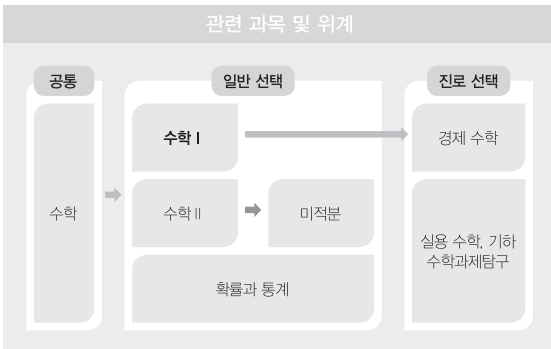 관련 과목 및 위계
공통
일반 선택
진로 선택
수학
수학 Ⅰ
경제 수학
수학 Ⅱ
미적분
확률과 통계
실용 수학, 기하
수학과제탐구